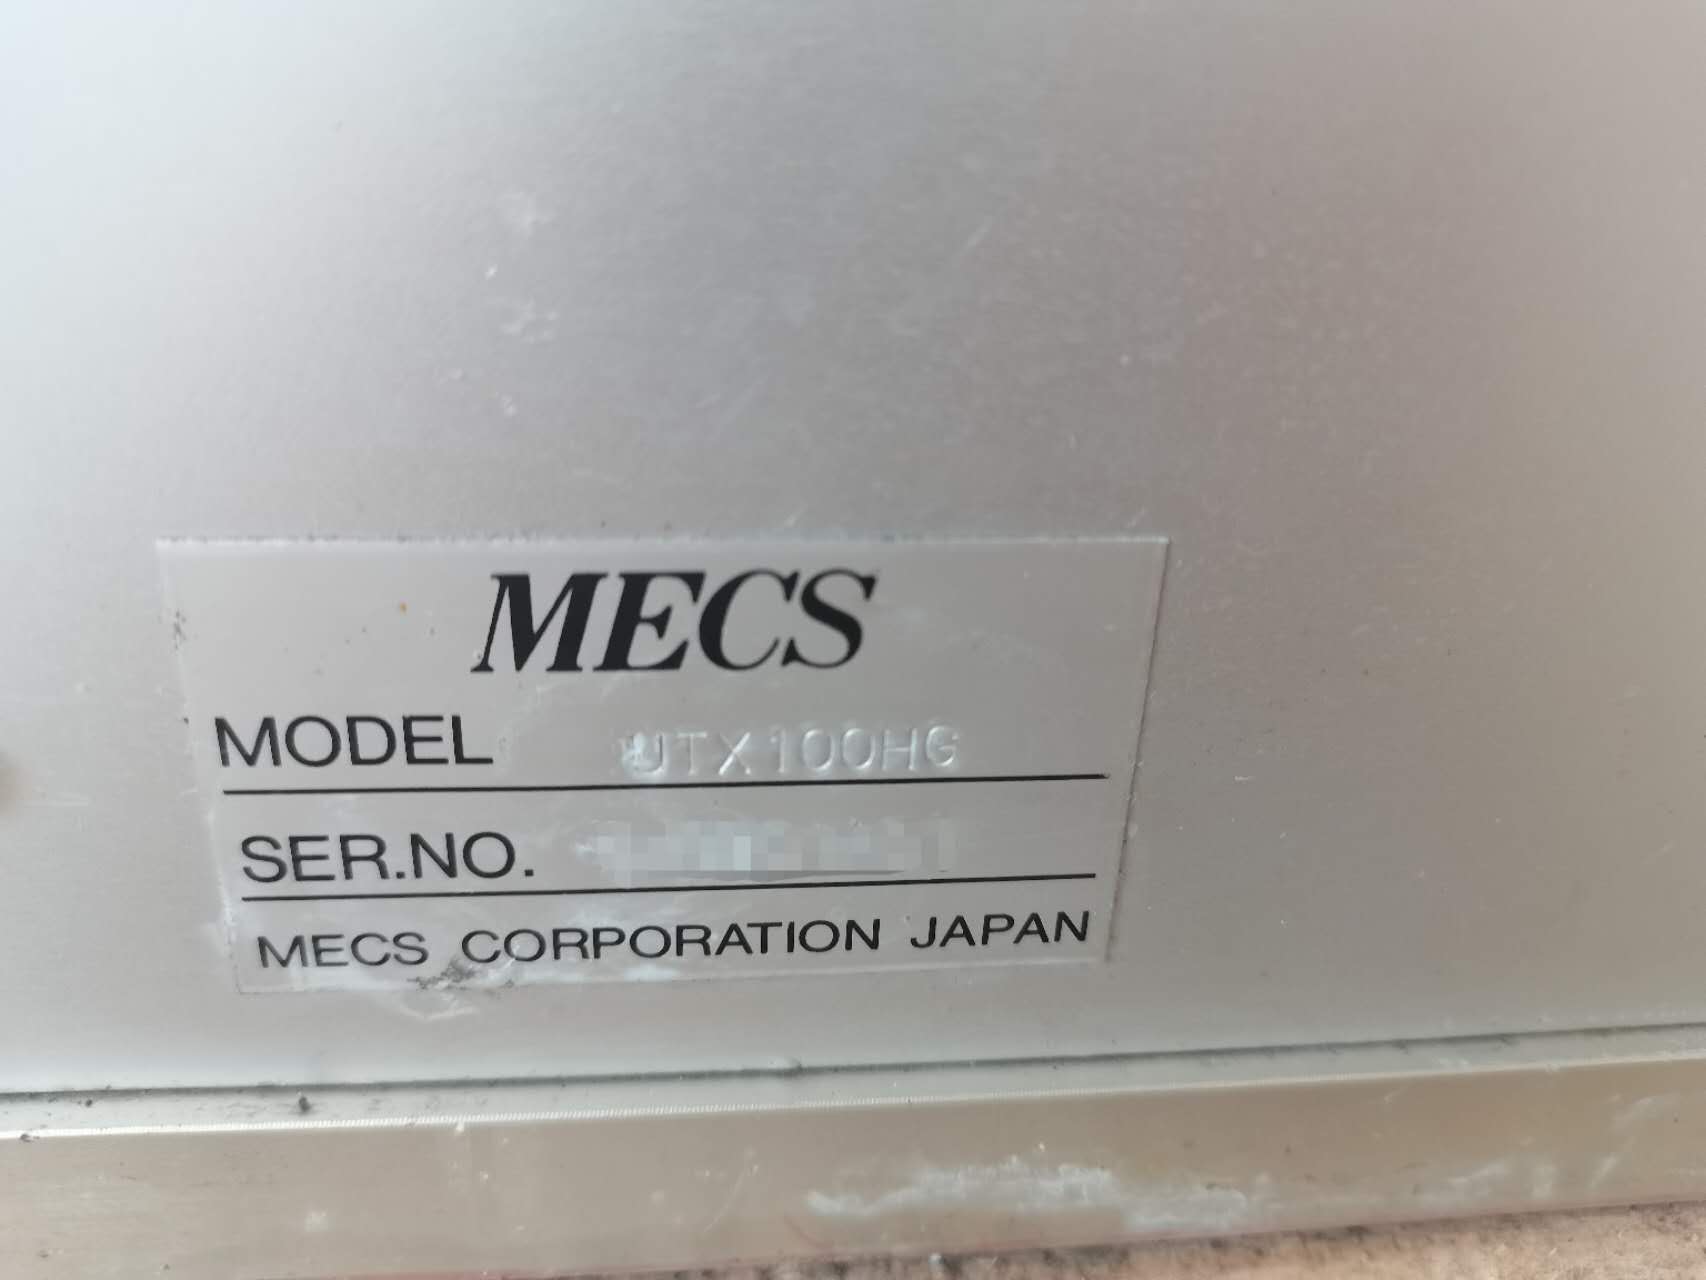 MECS
MODEL UTX100HG
SER.NO.
MECS CORPORATION JAPAN